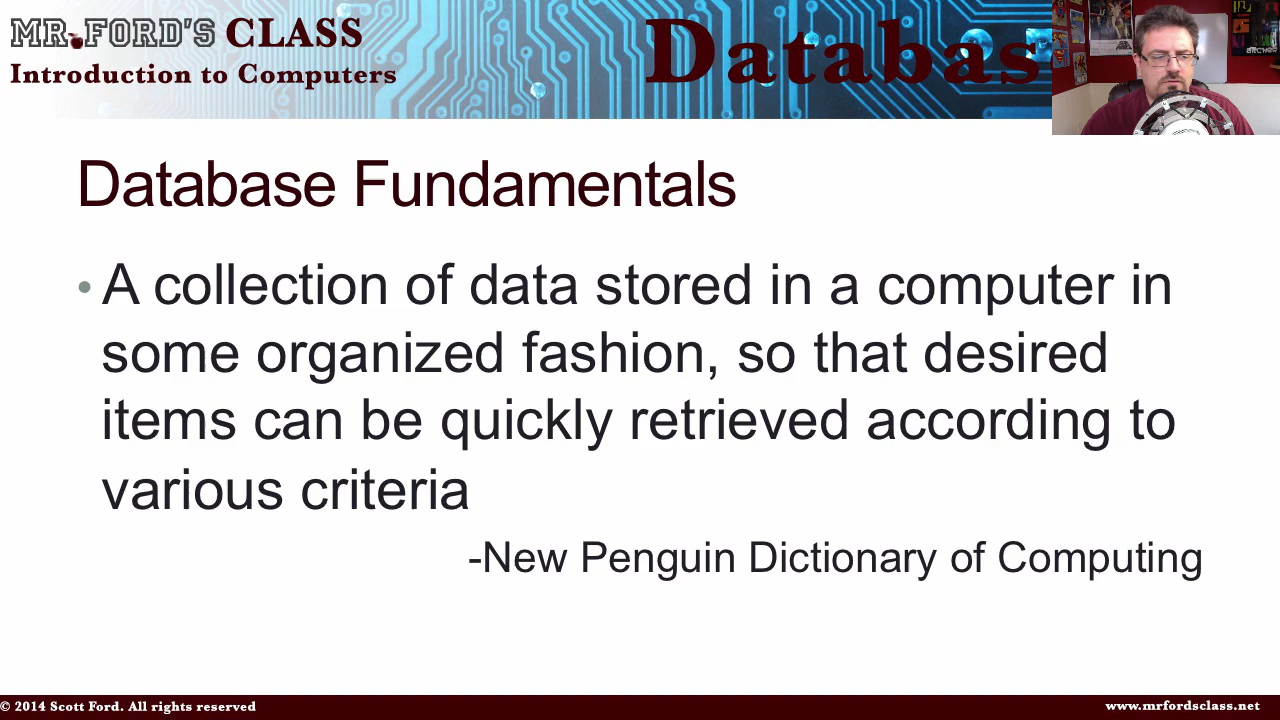 MR. FORD'S CLASS
Introduction to Computers
Databas
Database Fundamentals
• A collection of data stored in a computer in
some organized fashion, so that desired
items can be quickly retrieved according to
various criteria
-New Penguin Dictionary of Computing
© 2014 Scott Ford. All rights reserved
www.mrfordsclass.net